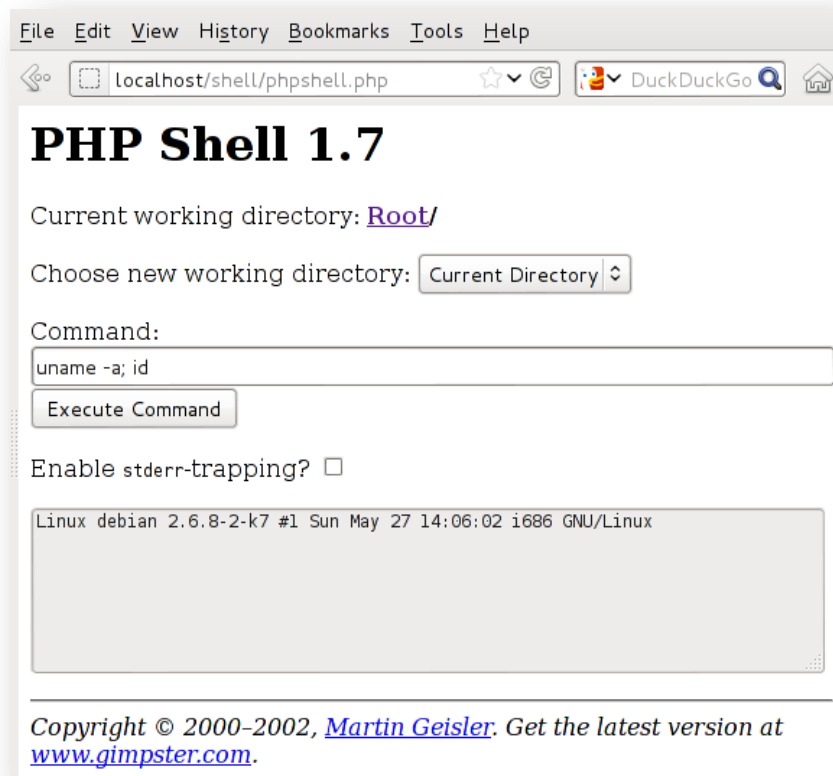 File Edit View History Bookmarks Tools Help
localhost/shell/phpshell.php DuckDuckGo
PHP Shell 1.7
Current working directory: Root/
Choose new working directory: Current Directory
Command:
uname -a; id
Execute Command
Enable stderr-trapping?
Linux debian 2.6.8-2-k7 #1 Sun May 27 14:06:02 i686 GNU/Linux
Copyright © 2000–2002, Martin Geisler. Get the latest version at
www.gimpster.com.